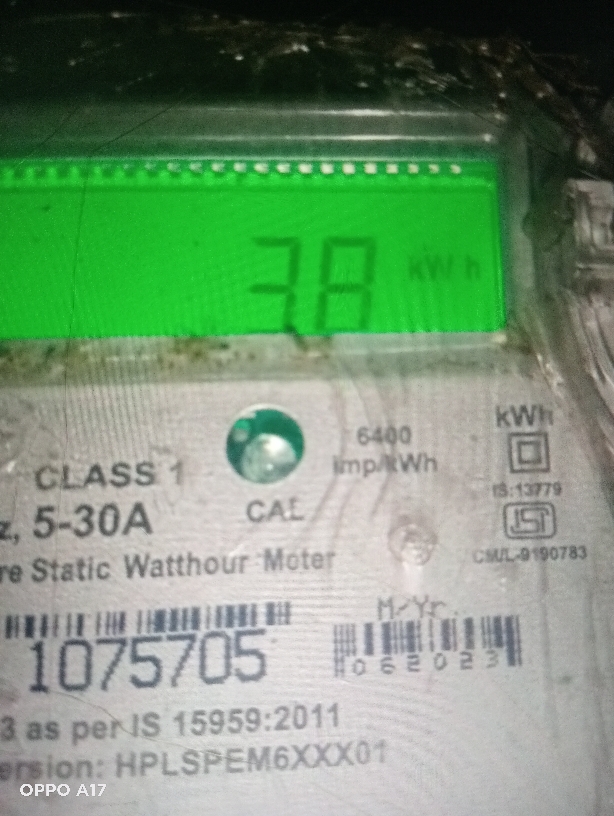 38 kWh
kWh
6400
imp/kWh
CLASS 1
IS:13779
z, 5-30A
CAL
ISI
CM/L-9190783
re Static Watthour Meter
M/Yr.
1075705
062023
3 as per IS 15959:2011
ersion: HPLSPEM6XXX01
OPPO A17